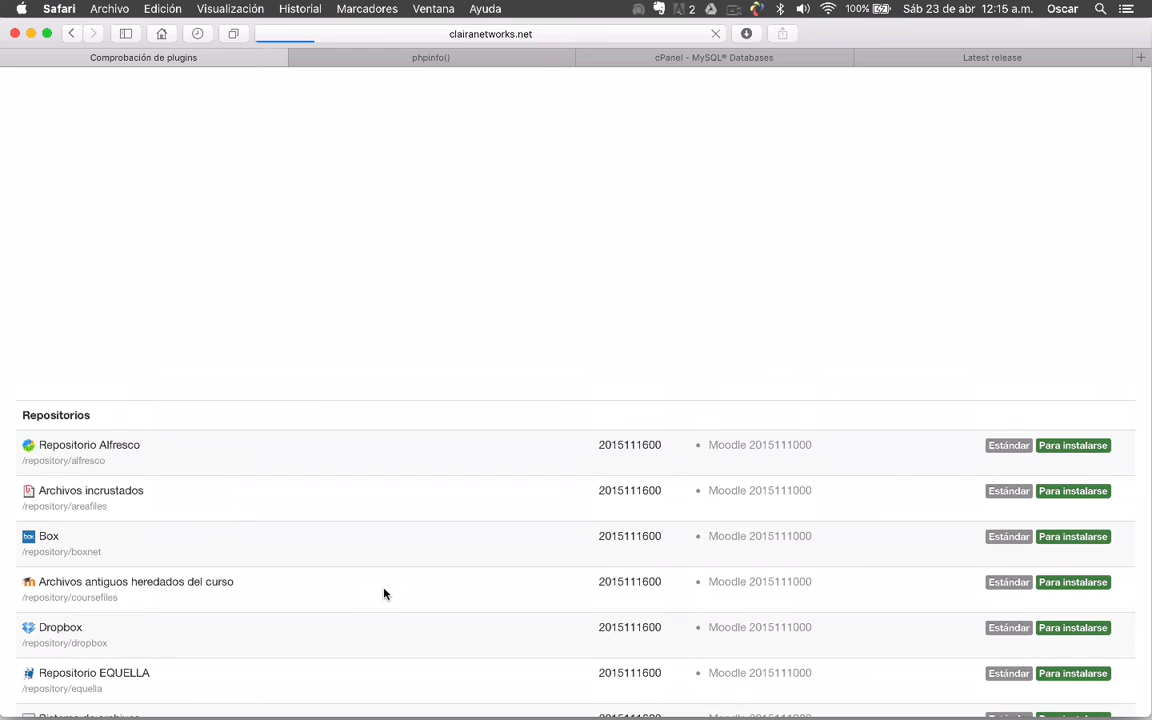 Safari Archivo Edición Visualización Historial Marcadores Ventana Ayuda 2 100% Sáb 23 de abr 12:15 a.m. Oscar
clairanetworks.net
Comprobación de plugins phpinfo() cPanel - MySQL® Databases Latest release
Repositorios
Repositorio Alfresco 2015111600 • Moodle 2015111000 Estándar Para instalarse
/repository/alfresco
Archivos incrustados 2015111600 • Moodle 2015111000 Estándar Para instalarse
/repository/areafiles
Box 2015111600 • Moodle 2015111000 Estándar Para instalarse
/repository/boxnet
Archivos antiguos heredados del curso 2015111600 • Moodle 2015111000 Estándar Para instalarse
/repository/coursefiles
Dropbox 2015111600 • Moodle 2015111000 Estándar Para instalarse
/repository/dropbox
Repositorio EQUELLA 2015111600 • Moodle 2015111000 Estándar Para instalarse
/repository/equella